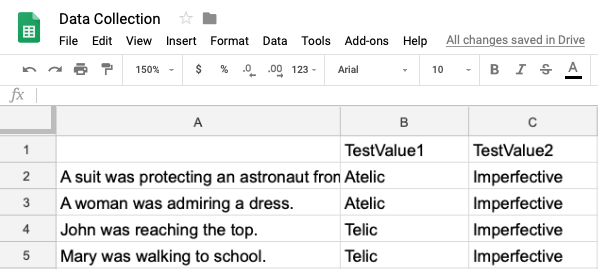 Data Collection
File Edit View Insert Format Data Tools Add-ons Help All changes saved in Drive
150% $ % .0 .00 123 Arial 10 B I S A
fx
A B C
1 TestValue1 TestValue2
2 A suit was protecting an astronaut from Atelic Imperfective
3 A woman was admiring a dress. Atelic Imperfective
4 John was reaching the top. Telic Imperfective
5 Mary was walking to school. Telic Imperfective